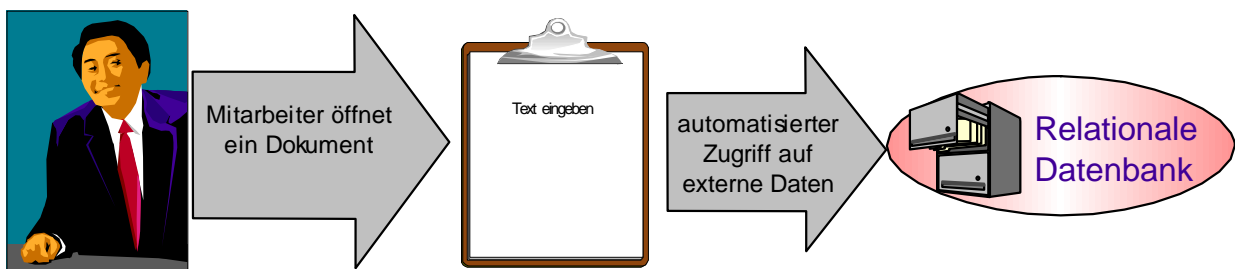 Mitarbeiter öffnet
ein Dokument
Text eingeben
automatisierter
Zugriff auf
externe Daten
Relationale
Datenbank